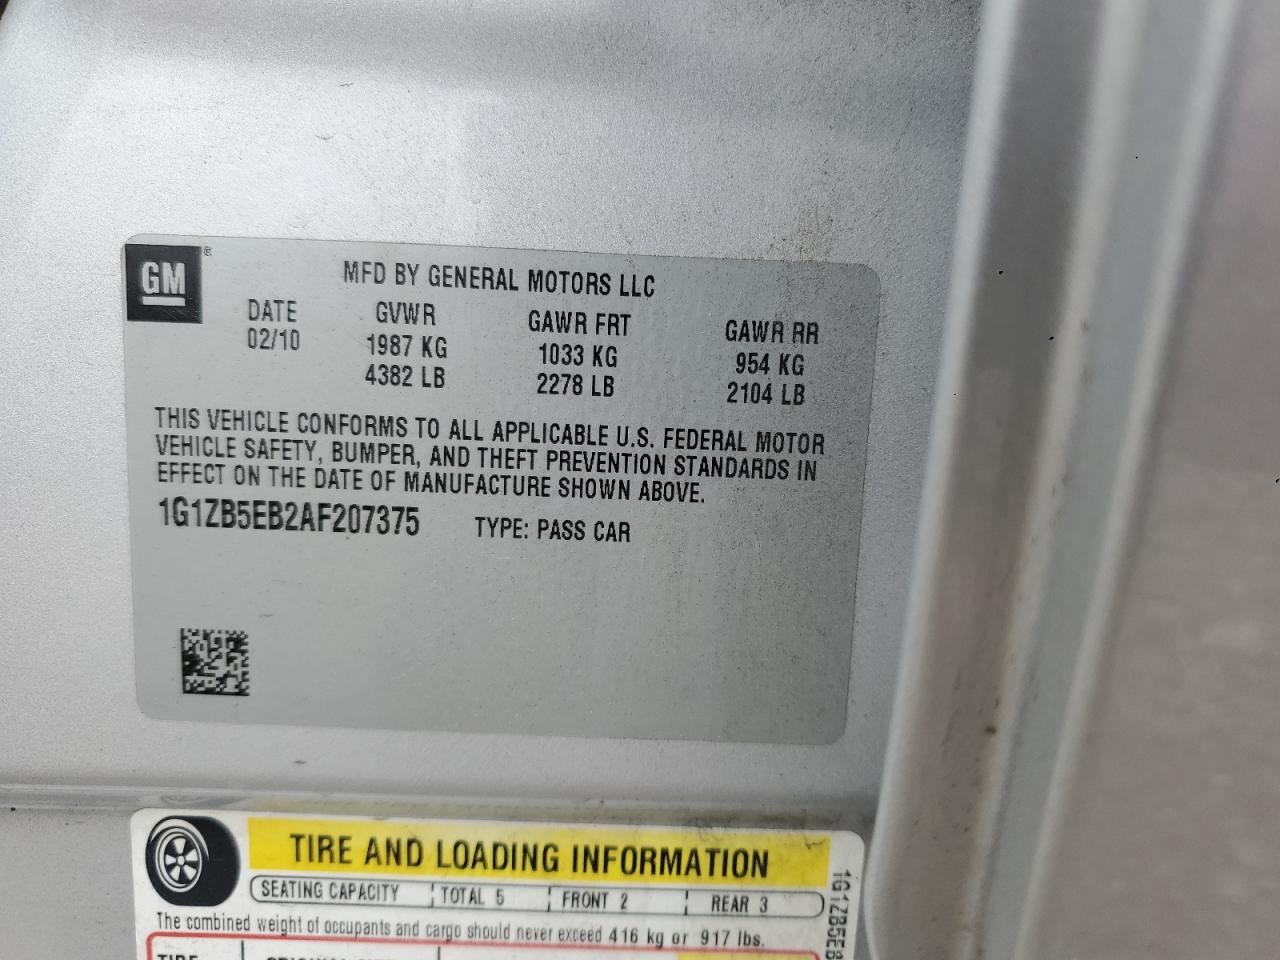 GM ®
MFD BY GENERAL MOTORS LLC
DATE GVWR GAWR FRT GAWR RR
02/10 1987 KG 1033 KG 954 KG
4382 LB 2278 LB 2104 LB
THIS VEHICLE CONFORMS TO ALL APPLICABLE U.S. FEDERAL MOTOR
VEHICLE SAFETY, BUMPER, AND THEFT PREVENTION STANDARDS IN
EFFECT ON THE DATE OF MANUFACTURE SHOWN ABOVE.
1G1ZB5EB2AF207375 TYPE: PASS CAR
TIRE AND LOADING INFORMATION
SEATING CAPACITY TOTAL 5 FRONT 2 REAR 3
The combined weight of occupants and cargo should never exceed 416 kg or 917 lbs.
TIRE
1G1ZB5EB